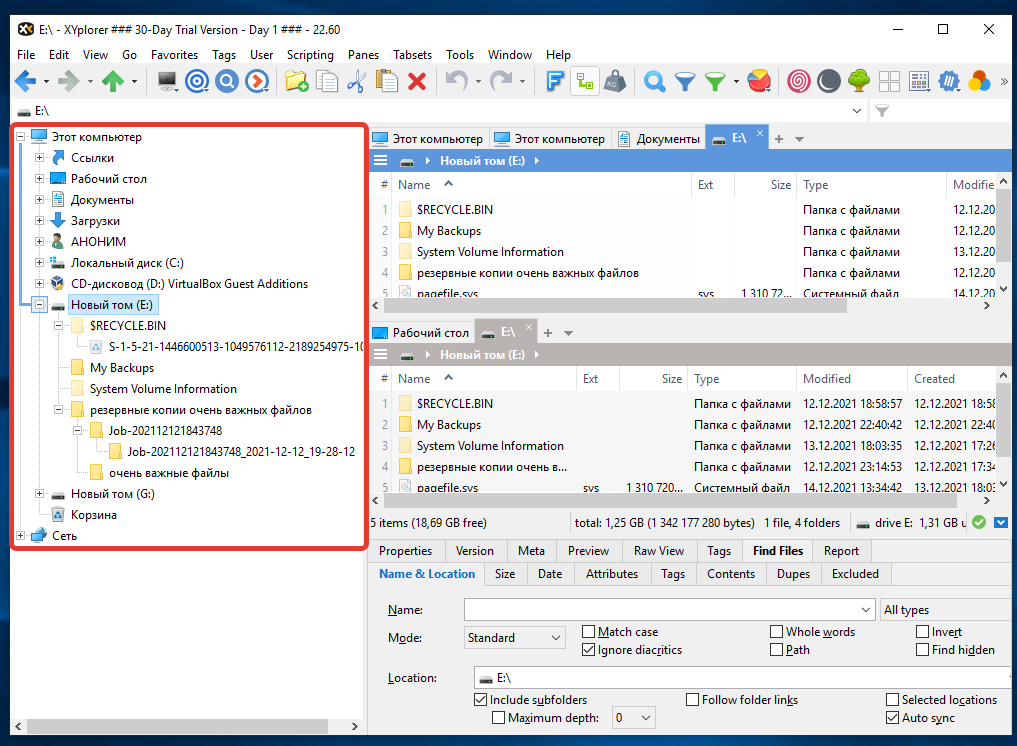 E:\ - XYplorer ### 30-Day Trial Version - Day 1 ### - 22.60
File Edit View Go Favorites Tags User Scripting Panes Tabsets Tools Window Help
E:\
Этот компьютер
Ссылки
Рабочий стол
Документы
Загрузки
АНОНИМ
Локальный диск (C:)
CD-дисковод (D:) VirtualBox Guest Additions
Новый том (E:)
$RECYCLE.BIN
S-1-5-21-1446600513-1049576112-2189254975-10
My Backups
System Volume Information
резервные копии очень важных файлов
Job-202112121843748
Job-202112121843748_2021-12-12_19-28-12
очень важные файлы
Новый том (G:)
Корзина
Сеть
Этот компьютер Этот компьютер Документы E:\
Новый том (E:)
# Name Ext Size Type Modifie
1 $RECYCLE.BIN Папка с файлами 12.12.20
2 My Backups Папка с файлами 12.12.20
3 System Volume Information Папка с файлами 13.12.20
4 резервные копии очень важных файлов Папка с файлами 12.12.20
5 pagefile.sys sys 1 310 72... Системный файл 14.12.20
Рабочий стол E:\
Новый том (E:)
# Name Ext Size Type Modified Created
1 $RECYCLE.BIN Папка с файлами 12.12.2021 18:58:57 12.12.2021 18:58
2 My Backups Папка с файлами 12.12.2021 22:40:42 12.12.2021 22:40
3 System Volume Information Папка с файлами 13.12.2021 18:03:35 12.12.2021 17:26
4 резервные копии очень в... Папка с файлами 12.12.2021 23:14:53 12.12.2021 17:34
5 pagefile.sys sys 1 310 720... Системный файл 14.12.2021 13:34:42 13.12.2021 18:03
5 items (18,69 GB free) total: 1,25 GB (1 342 177 280 bytes) 1 file, 4 folders drive E: 1,31 GB u
Properties Version Meta Preview Raw View Tags Find Files Report
Name & Location Size Date Attributes Tags Contents Dupes Excluded
Name: All types
Mode: Standard Match case Whole words Invert
Ignore diacritics Path Find hidden
Location: E:\
Include subfolders Follow folder links Selected locations
Maximum depth: 0 Auto sync